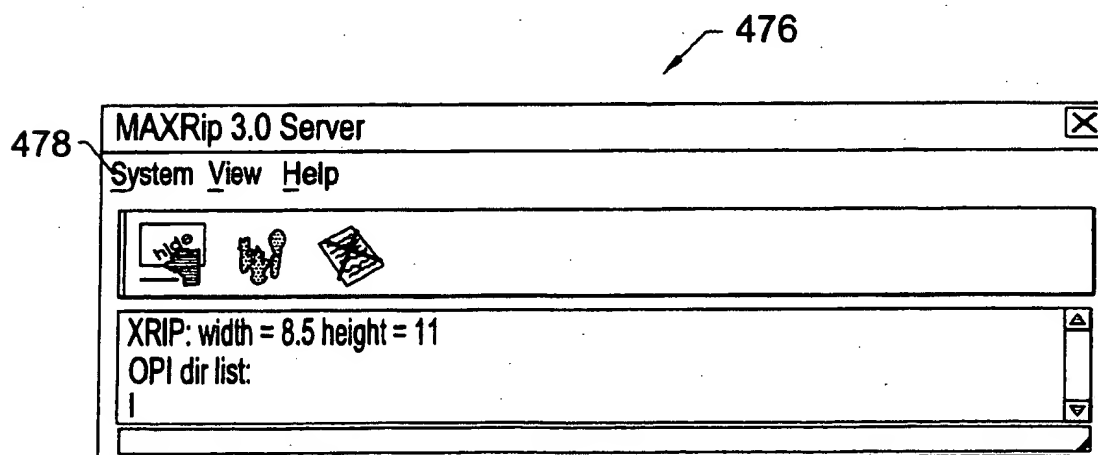 476
MAXRip 3.0 Server
478
System View Help
hide
XRIP: width = 8.5 height = 11
OPI dir list: